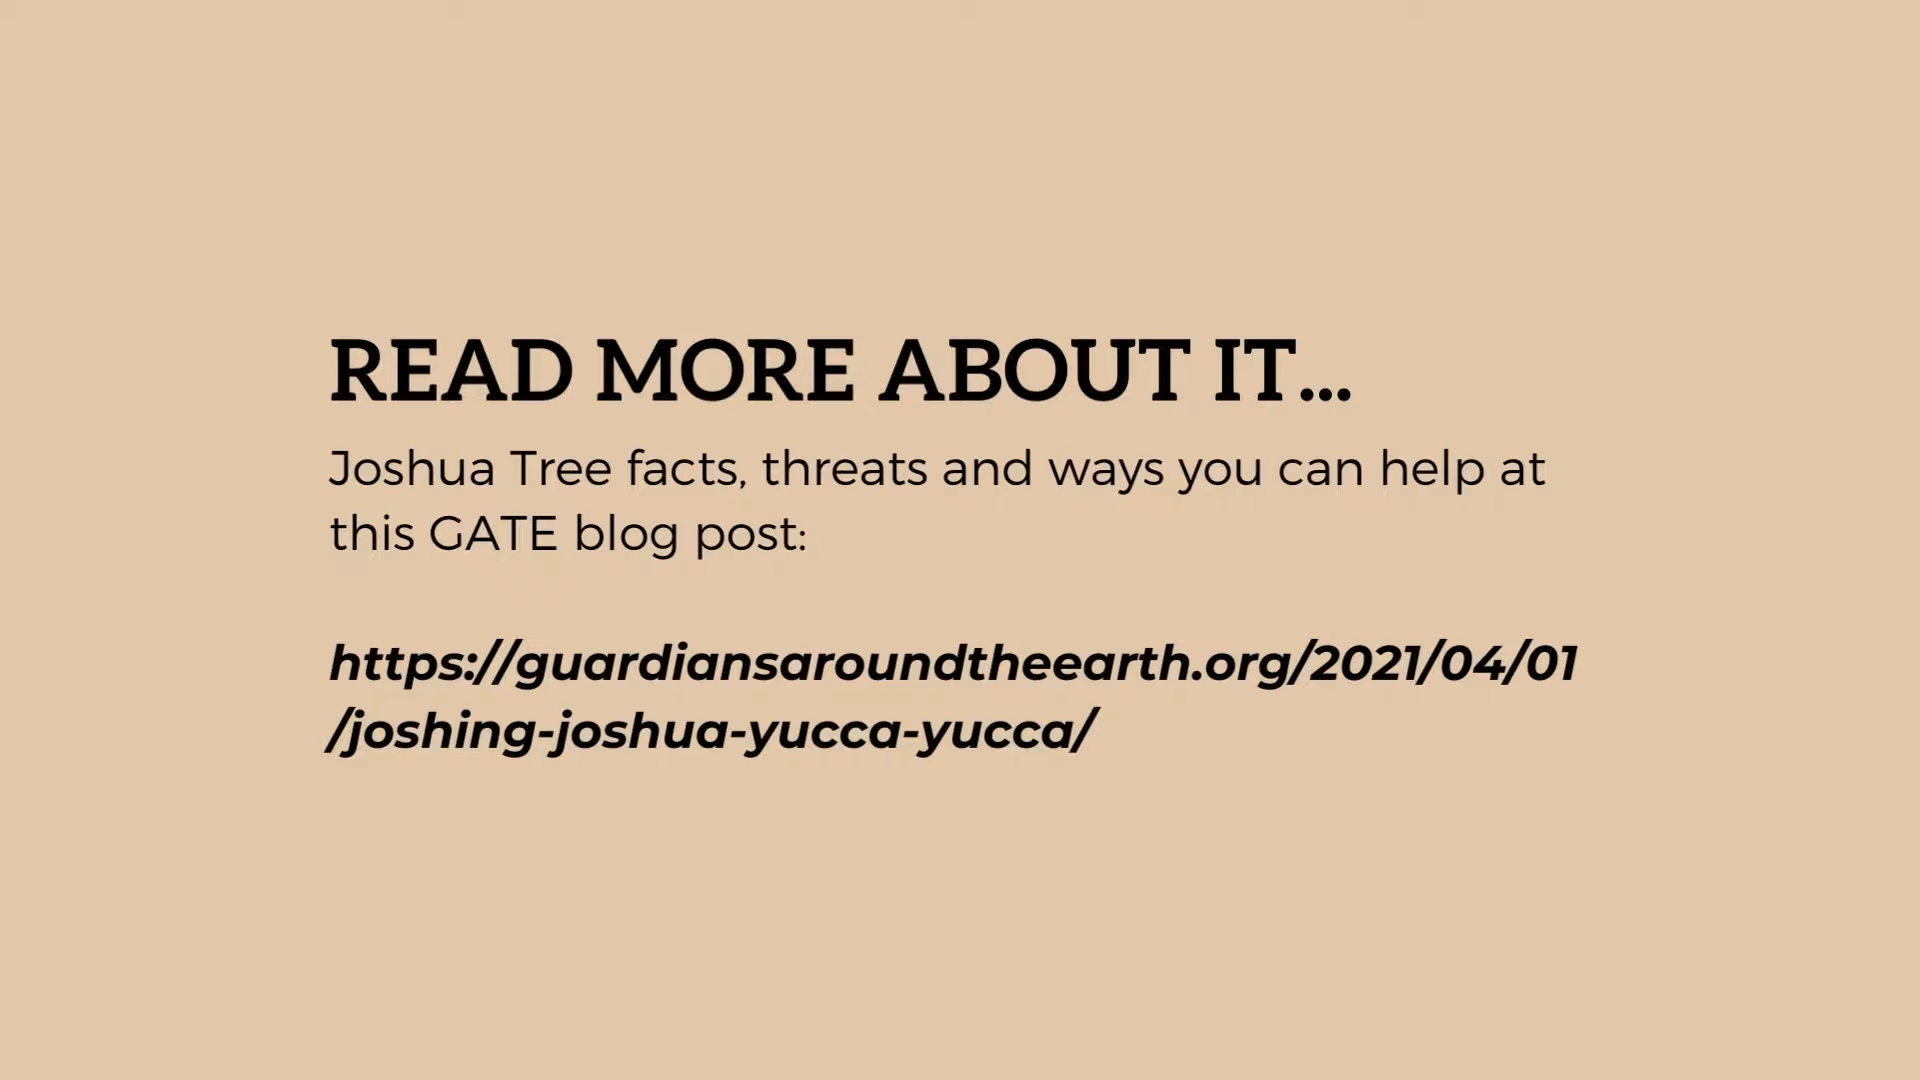 READ MORE ABOUT IT...
Joshua Tree facts, threats and ways you can help at
this GATE blog post:
https://guardiansaroundtheearth.org/2021/04/01
/joshing-joshua-yucca-yucca/